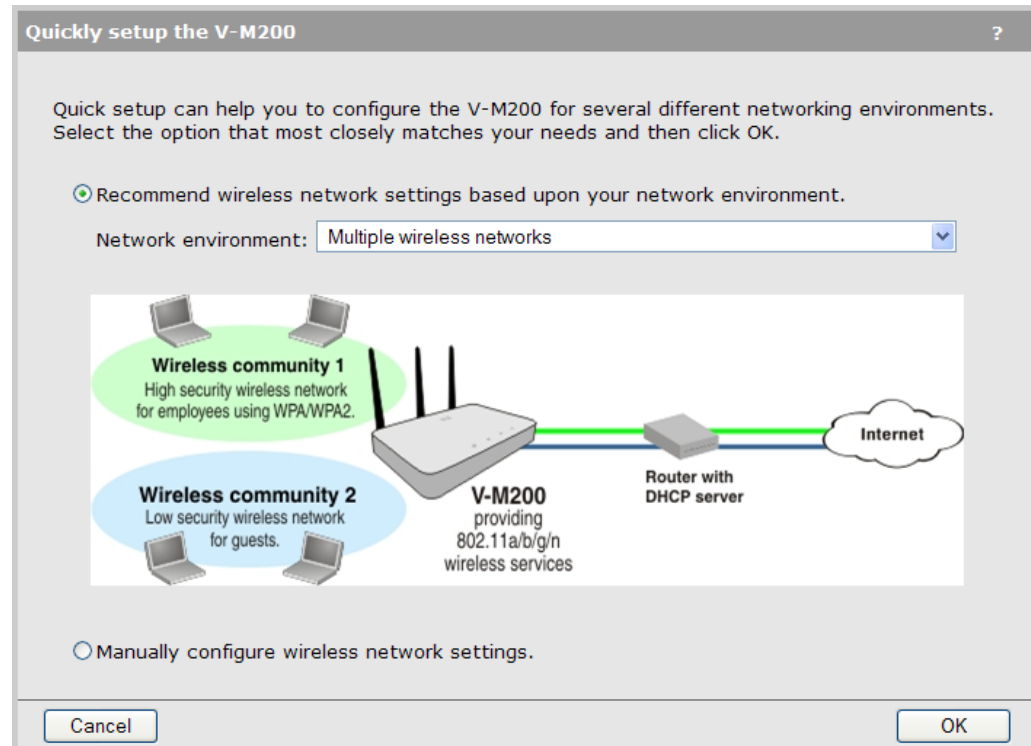 Quickly setup the V-M200 ?
Quick setup can help you to configure the V-M200 for several different networking environments.
Select the option that most closely matches your needs and then click OK.
Recommend wireless network settings based upon your network environment.
Network environment: Multiple wireless networks
Wireless community 1
High security wireless network
for employees using WPA/WPA2.
Wireless community 2
Low security wireless network
for guests.
V-M200
providing
802.11a/b/g/n
wireless services
Router with
DHCP server
Internet
Manually configure wireless network settings.
Cancel OK